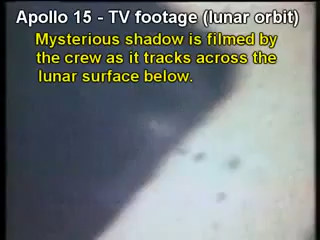 Apollo 15 - TV footage (lunar orbit)
Mysterious shadow is filmed by
the crew as it tracks across the
lunar surface below.